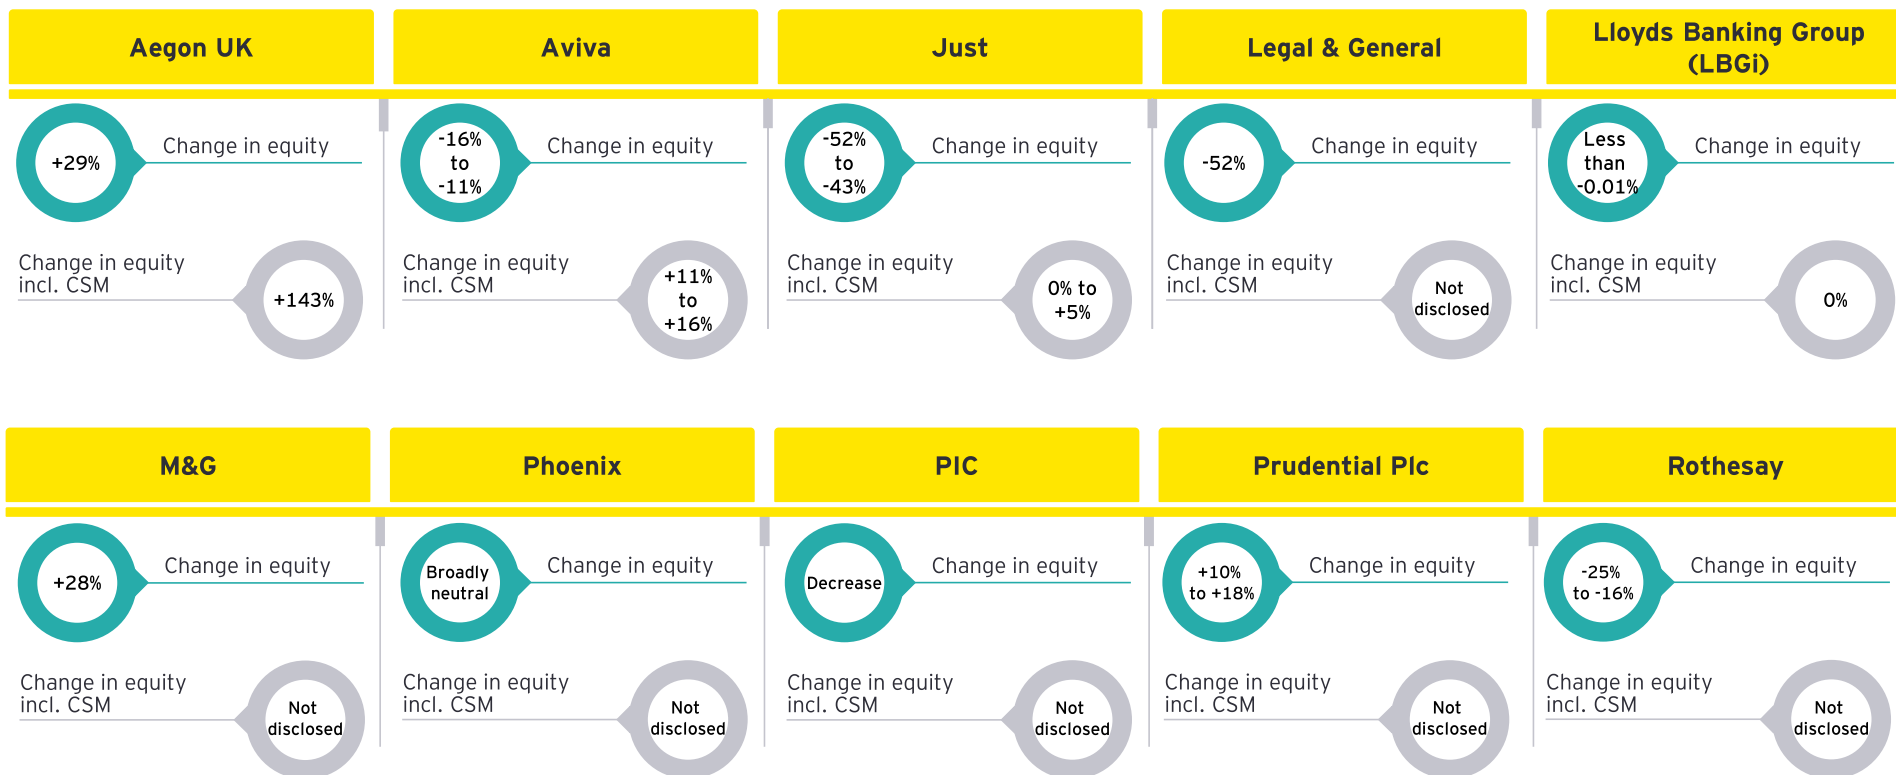 Aegon UK
Aviva
Just
Legal & General
Lloyds Banking Group
(LBGi)
+29%
Change in equity
-16%
to
-11%
Change in equity
-52%
to
-43%
Change in equity
-52%
Change in equity
Less
than
-0.01%
Change in equity
Change in equity
incl. CSM
+143%
Change in equity
incl. CSM
+11%
to
+16%
Change in equity
incl. CSM
0% to
+5%
Change in equity
incl. CSM
Not
disclosed
Change in equity
incl. CSM
0%
M&G
Phoenix
PIC
Prudential Plc
Rothesay
+28%
Change in equity
Broadly
neutral
Change in equity
Decrease
Change in equity
+10%
to +18%
Change in equity
-25%
to -16%
Change in equity
Change in equity
incl. CSM
Not
disclosed
Change in equity
incl. CSM
Not
disclosed
Change in equity
incl. CSM
Not
disclosed
Change in equity
incl. CSM
Not
disclosed
Change in equity
incl. CSM
Not
disclosed